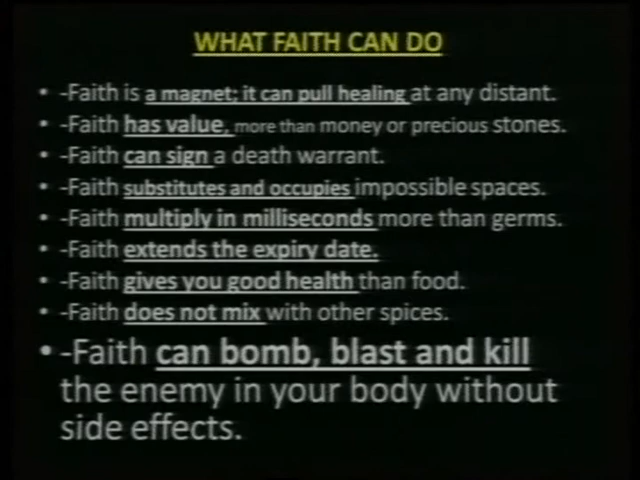 WHAT FAITH CAN DO
• -Faith is a magnet; it can pull healing at any distant.
• -Faith has value, more than money or precious stones.
• -Faith can sign a death warrant.
• -Faith substitutes and occupies impossible spaces.
• -Faith multiply in milliseconds more than germs.
• -Faith extends the expiry date.
• -Faith gives you good health than food.
• -Faith does not mix with other spices.
• -Faith can bomb, blast and kill
the enemy in your body without
side effects.